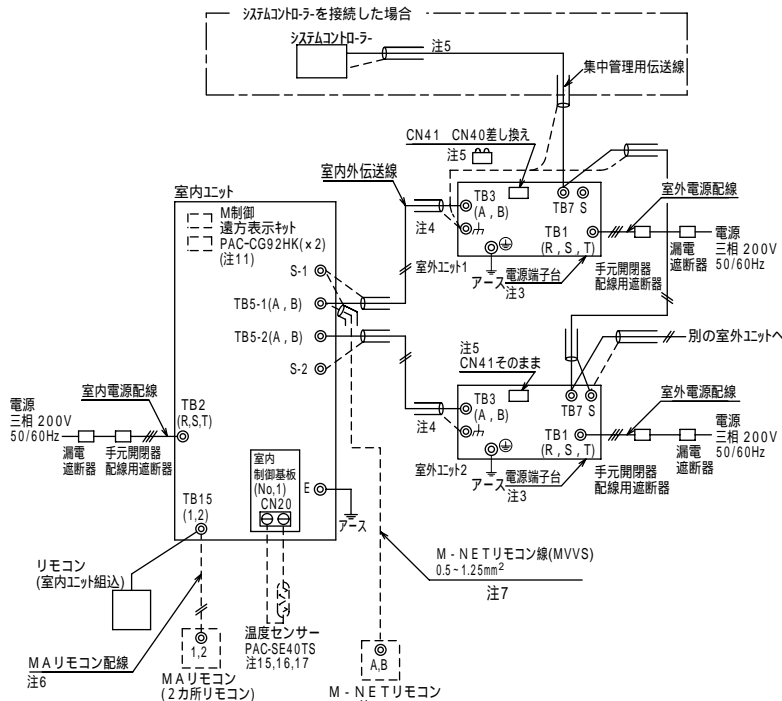 システムコントローラーを接続した場合
システムコントローラー
注5
集中管理用伝送線
CN41 CN40差し換え
注5
室内外伝送線
室内ユニット
M制御
遠方表示キット
PAC-CG92HK(×2)
(注11)
S-1
TB5-1(A , B)
TB5-2(A , B)
S-2
TB3
(A , B)
TB7 S
TB1
(R , S , T)
注4
室外ユニット1
アース
電源端子台
注3
室外電源配線
手元開閉器
配線用遮断器
漏電
遮断器
電源
三相 200V
50/60Hz
別の室外ユニットへ
注5
CN41そのまま
TB3
(A , B)
TB7 S
TB1
(R , S , T)
注4
室外ユニット2
アース
電源端子台
注3
室外電源配線
手元開閉器
配線用遮断器
漏電
遮断器
電源
三相 200V
50/60Hz
電源
三相 200V
50/60Hz
室内電源配線
漏電
遮断器
手元開閉器
配線用遮断器
TB2
(R,S,T)
室内
制御基板
(No,1)
CN20
E
アース
TB15
(1,2)
リモコン
(室内ユニット組込)
MAリモコン配線
注6
1,2
MAリモコン
(2カ所リモコン)
温度センサー
PAC-SE40TS
注15,16,17
M-NETリモコン線(MVVS)
0.5~1.25mm²
注7
A,B
M-NETリモコン